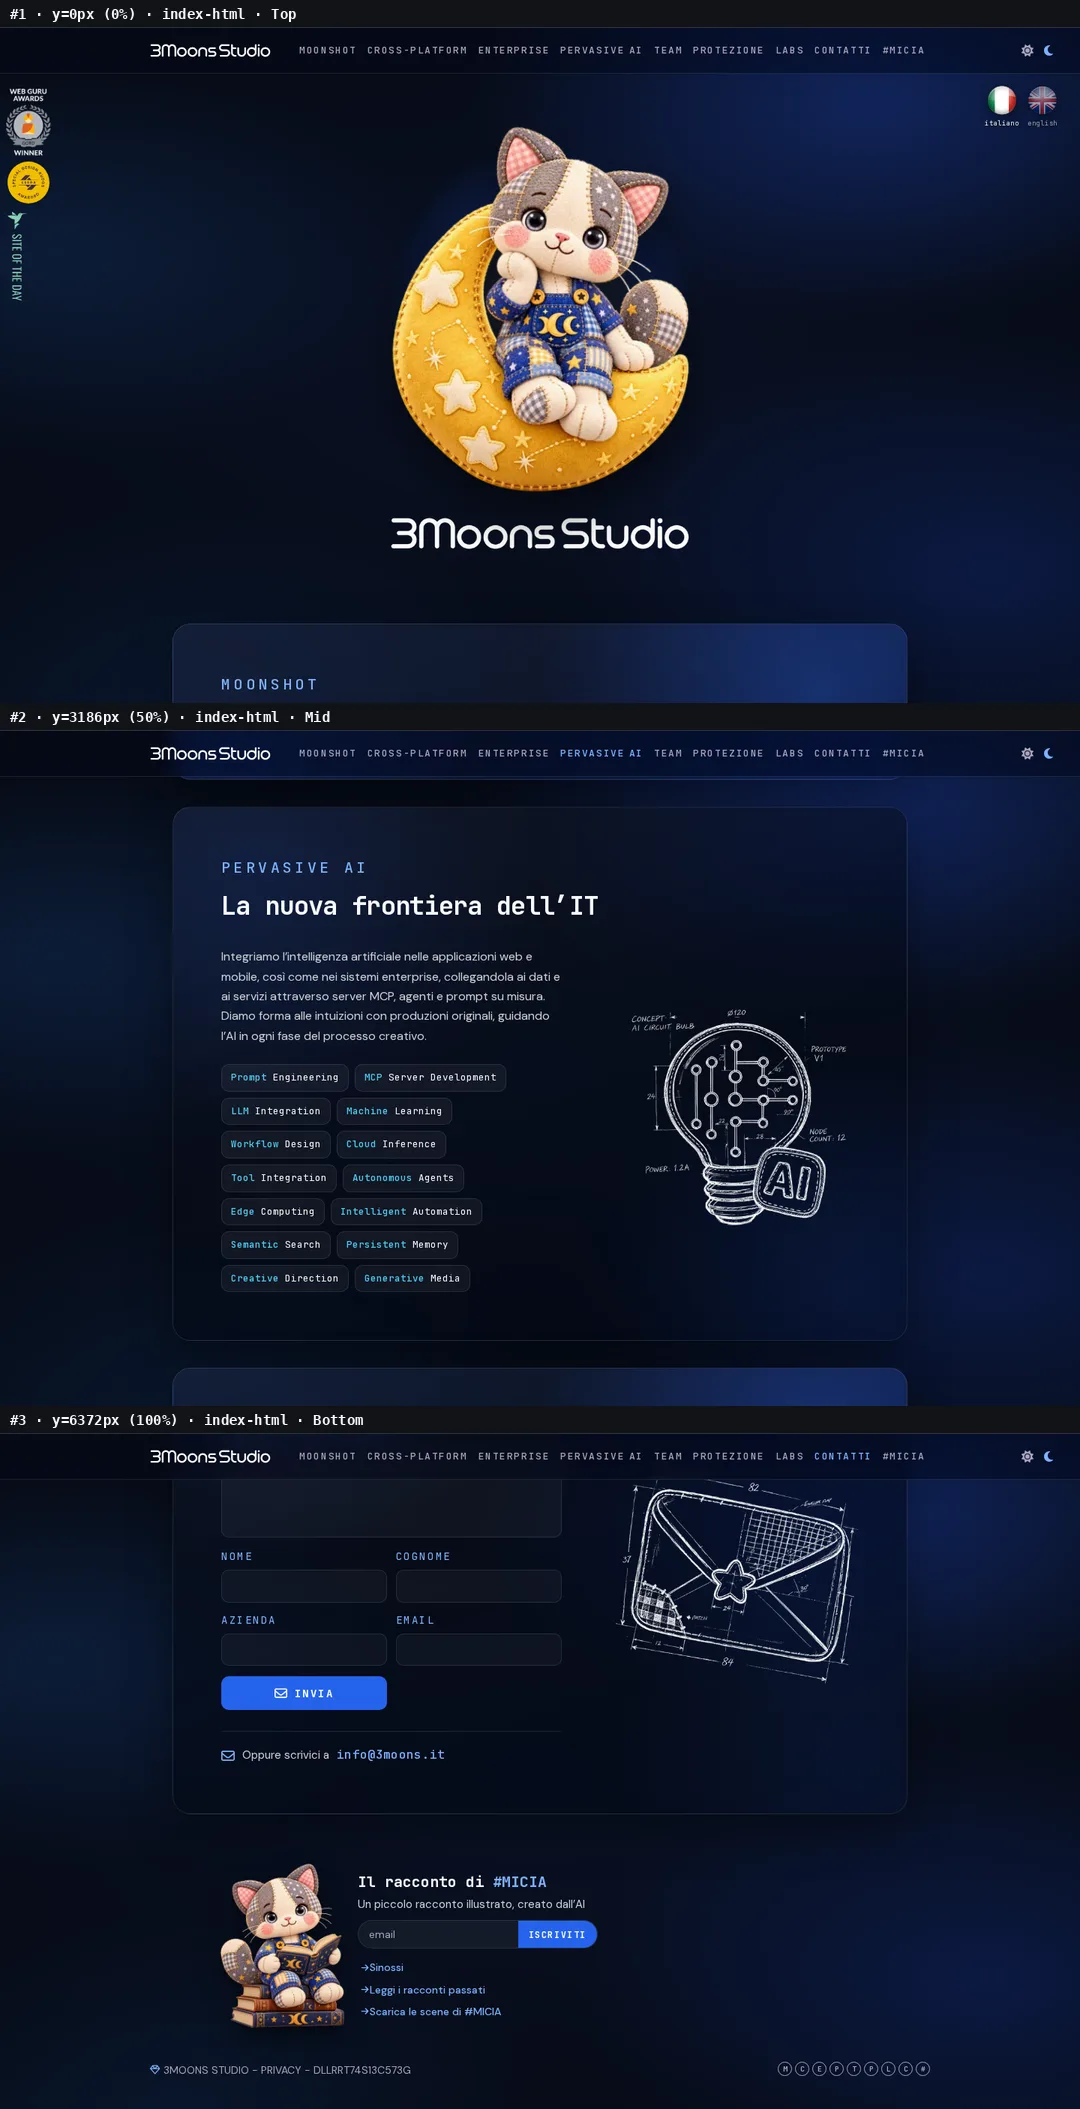 #1 · y=0px (0%) · index-html · Top
3Moons Studio MOONSHOT CROSS-PLATFORM ENTERPRISE PERVASIVE AI TEAM PROTEZIONE LABS CONTATTI #MICIA
WEB GURU
AWARDS
WINNER
SITE OF THE DAY
italiano english
3Moons Studio
MOONSHOT
#2 · y=3186px (50%) · index-html · Mid
3Moons Studio MOONSHOT CROSS-PLATFORM ENTERPRISE PERVASIVE AI TEAM PROTEZIONE LABS CONTATTI #MICIA
PERVASIVE AI
La nuova frontiera dell’IT
Integriamo l’intelligenza artificiale nelle applicazioni web e
mobile, così come nei sistemi enterprise, collegandola ai dati e
ai servizi attraverso server MCP, agenti e prompt su misura.
Diamo forma alle intuizioni con produzioni originali, guidando
l’AI in ogni fase del processo creativo.
Prompt Engineering MCP Server Development
LLM Integration Machine Learning
Workflow Design Cloud Inference
Tool Integration Autonomous Agents
Edge Computing Intelligent Automation
Semantic Search Persistent Memory
Creative Direction Generative Media
CONCEPT:
AI CIRCUIT BULB
Ø120
PROTOTYPE
V1
24
28
NODE
COUNT: 12
POWER: 1.2A
AI
#3 · y=6372px (100%) · index-html · Bottom
3Moons Studio MOONSHOT CROSS-PLATFORM ENTERPRISE PERVASIVE AI TEAM PROTEZIONE LABS CONTATTI #MICIA
82
37
24
12
84
NOME COGNOME
AZIENDA EMAIL
INVIA
Oppure scrivici a info@3moons.it
Il racconto di #MICIA
Un piccolo racconto illustrato, creato dall’AI
email ISCRIVITI
→Sinossi
→Leggi i racconti passati
→Scarica le scene di #MICIA
3MOONS STUDIO - PRIVACY - DLLRRT74S13C573G
M C E P T P L C #